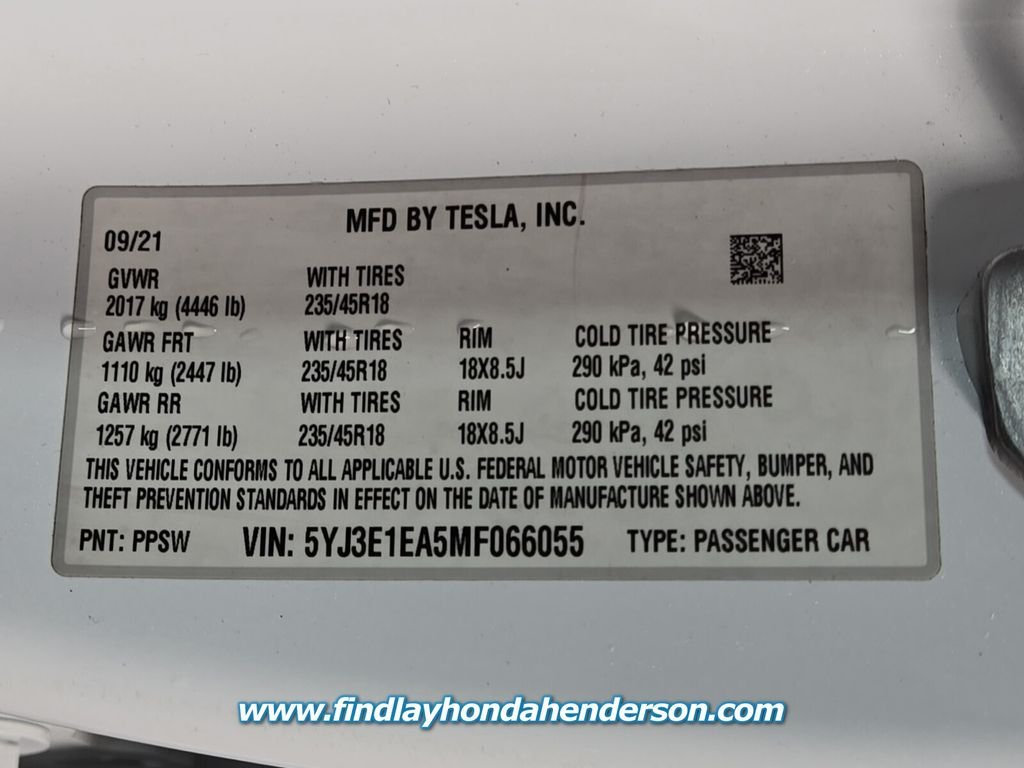 MFD BY TESLA, INC.
09/21
GVWR WITH TIRES
2017 kg (4446 lb) 235/45R18
GAWR FRT WITH TIRES RIM COLD TIRE PRESSURE
1110 kg (2447 lb) 235/45R18 18X8.5J 290 kPa, 42 psi
GAWR RR WITH TIRES RIM COLD TIRE PRESSURE
1257 kg (2771 lb) 235/45R18 18X8.5J 290 kPa, 42 psi
THIS VEHICLE CONFORMS TO ALL APPLICABLE U.S. FEDERAL MOTOR VEHICLE SAFETY, BUMPER, AND
THEFT PREVENTION STANDARDS IN EFFECT ON THE DATE OF MANUFACTURE SHOWN ABOVE.
PNT: PPSW VIN: 5YJ3E1EA5MF066055 TYPE: PASSENGER CAR
www.findlayhondahenderson.com